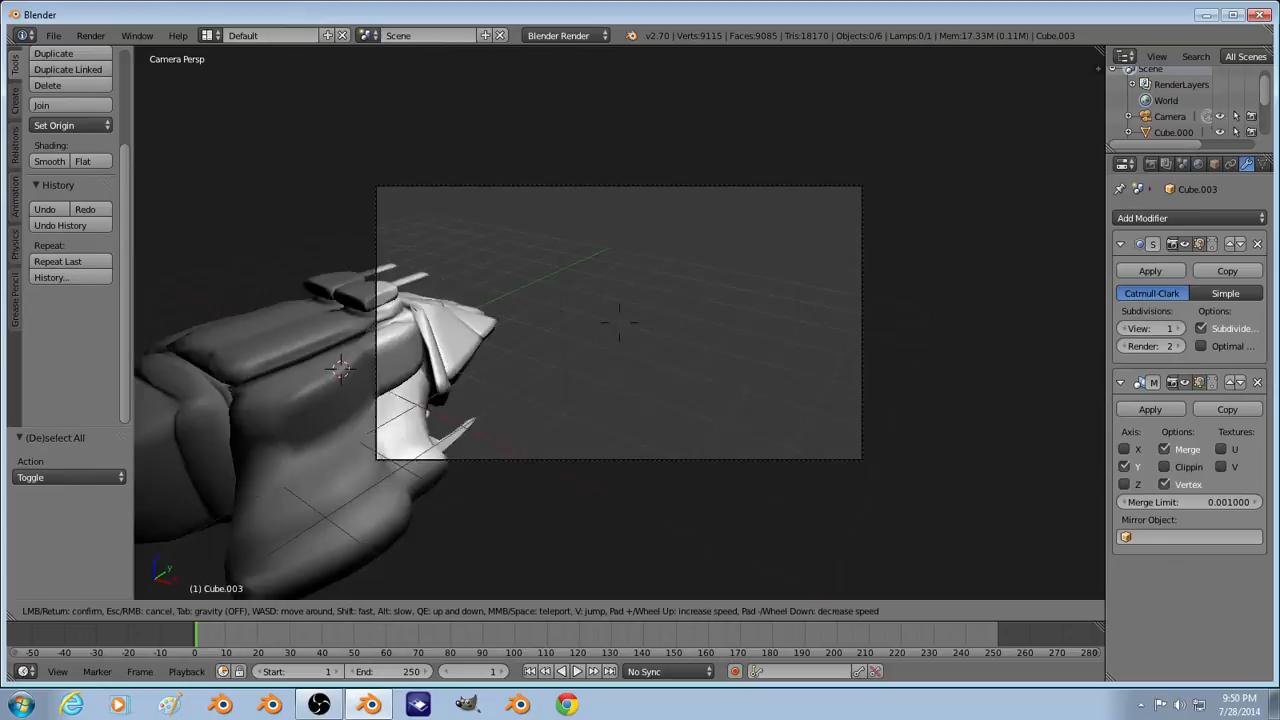 Blender
File Render Window Help Default Scene Blender Render v2.70 | Verts:9115 | Faces:9085 | Tris:18170 | Objects:0/6 | Lamps:0/1 | Mem:17.33M (0.11M) | Cube.003
Duplicate
Duplicate Linked
Delete
Join
Set Origin
Shading:
Smooth Flat
History
Undo Redo
Undo History
Repeat:
Repeat Last
History...
(De)select All
Action
Toggle
Tools
Create
Relations
Animation
Physics
Grease Pencil
Camera Persp
(1) Cube.003
LMB/Return: confirm, Esc/RMB: cancel, Tab: gravity (OFF), WASD: move around, Shift: fast, Alt: slow, QE: up and down, MMB/Space: teleport, V: jump, Pad +/Wheel Up: increase speed, Pad -/Wheel Down: decrease speed
View Search All Scenes
Scene
RenderLayers
World
Camera
Cube.000
Cube.003
Add Modifier
S
Apply Copy
Catmull-Clark Simple
Subdivisions: Options:
View: 1 Subdivide...
Render: 2 Optimal ...
M
Apply Copy
Axis: Options: Textures:
X Merge U
Y Clippin V
Z Vertex
Merge Limit: 0.001000
Mirror Object:
-50 -40 -30 -20 -10 0 10 20 30 40 50 60 70 80 90 100 110 120 130 140 150 160 170 180 190 200 210 220 230 240 250 260 270 280
View Marker Frame Playback Start: 1 End: 250 1 No Sync
9:50 PM
7/28/2014